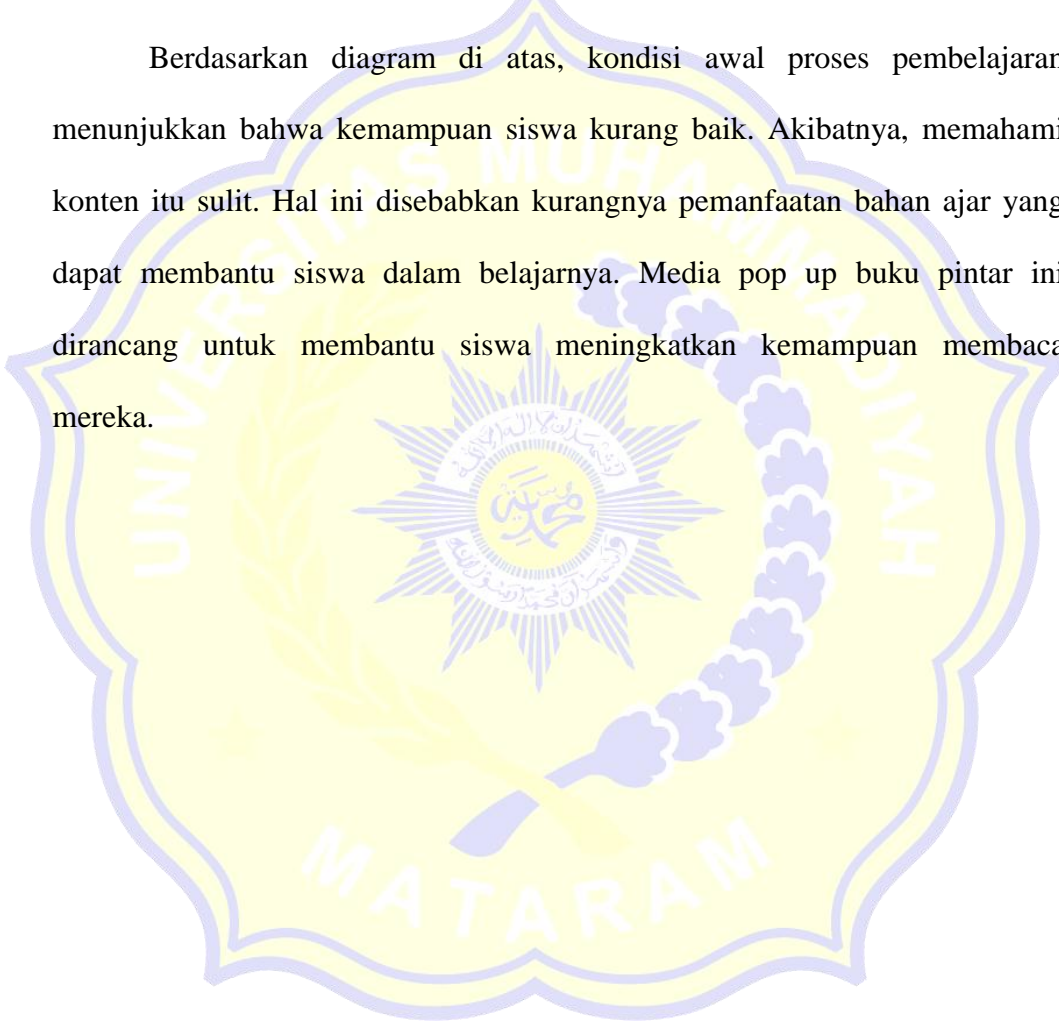 Berdasarkan diagram di atas, kondisi awal proses pembelajaran
menunjukkan bahwa kemampuan siswa kurang baik. Akibatnya, memahami
konten itu sulit. Hal ini disebabkan kurangnya pemanfaatan bahan ajar yang
dapat membantu siswa dalam belajarnya. Media pop up buku pintar ini
dirancang untuk membantu siswa meningkatkan kemampuan membaca
mereka.
UNIVERSITAS MUHAMMADIYAH
MATARAM